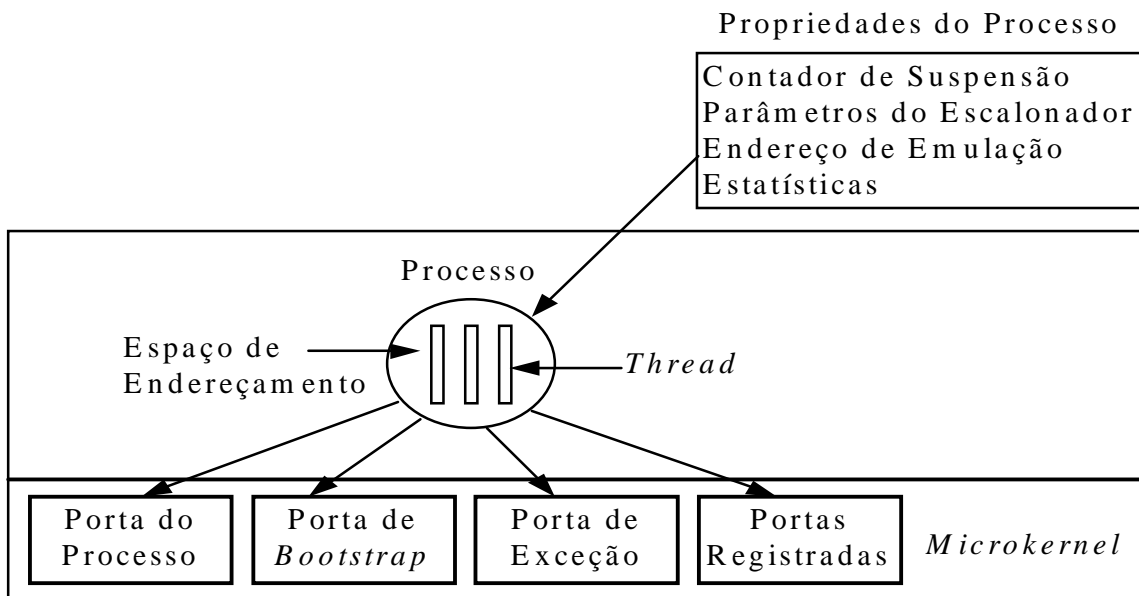 Propriedades do Processo
Contador de Suspensão
Parâmetros do Escalonador
Endereço de Emulação
Estatísticas
Processo
Espaço de
Endereçamento
Thread
Porta do
Processo
Porta de
Bootstrap
Porta de
Exceção
Portas
Registradas
Microkernel